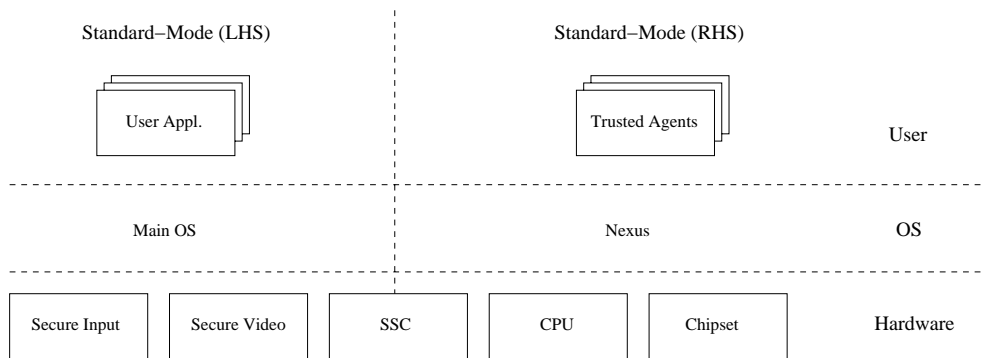 Standard−Mode (LHS)
Standard−Mode (RHS)
User Appl.
Trusted Agents
User
Main OS
Nexus
OS
Secure Input
Secure Video
SSC
CPU
Chipset
Hardware